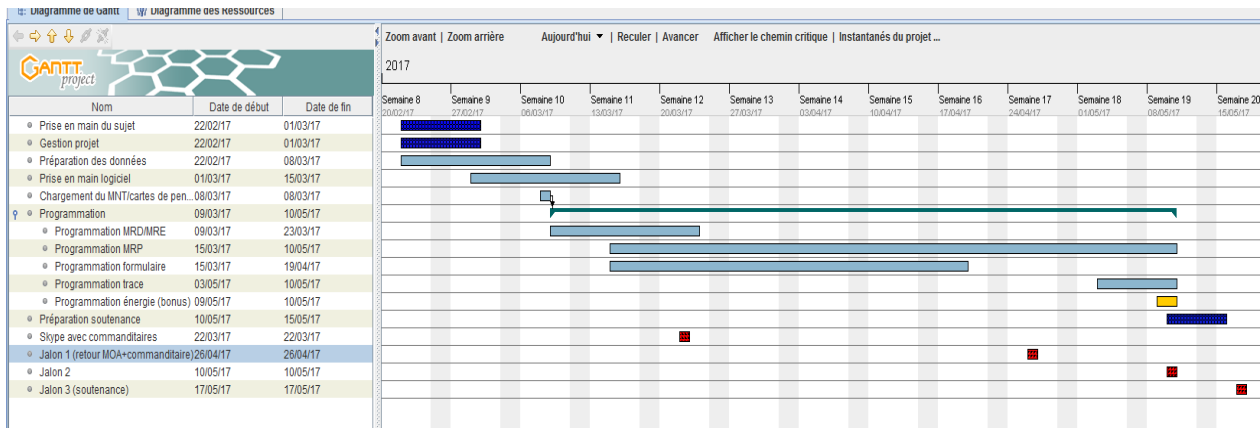 Diagramme de Gantt Diagramme des Ressources
Zoom avant | Zoom arrière Aujourd'hui ▼ | Reculer | Avancer Afficher le chemin critique | Instantanés du projet ...
GANTT project
2017
Nom Date de début Date de fin
Semaine 8 Semaine 9 Semaine 10 Semaine 11 Semaine 12 Semaine 13 Semaine 14 Semaine 15 Semaine 16 Semaine 17 Semaine 18 Semaine 19 Semaine 20
20/02/17 27/02/17 06/03/17 13/03/17 20/03/17 27/03/17 03/04/17 10/04/17 17/04/17 24/04/17 01/05/17 08/05/17 15/05/17
Prise en main du sujet 22/02/17 01/03/17
Gestion projet 22/02/17 01/03/17
Préparation des données 22/02/17 08/03/17
Prise en main logiciel 01/03/17 15/03/17
Chargement du MNT/cartes de pen... 08/03/17 08/03/17
Programmation 09/03/17 10/05/17
Programmation MRD/MRE 09/03/17 23/03/17
Programmation MRP 15/03/17 10/05/17
Programmation formulaire 15/03/17 19/04/17
Programmation trace 03/05/17 10/05/17
Programmation énergie (bonus) 09/05/17 10/05/17
Préparation soutenance 10/05/17 15/05/17
Skype avec commanditaires 22/03/17 22/03/17
Jalon 1 (retour MOA+commanditaire) 26/04/17 26/04/17
Jalon 2 10/05/17 10/05/17
Jalon 3 (soutenance) 17/05/17 17/05/17